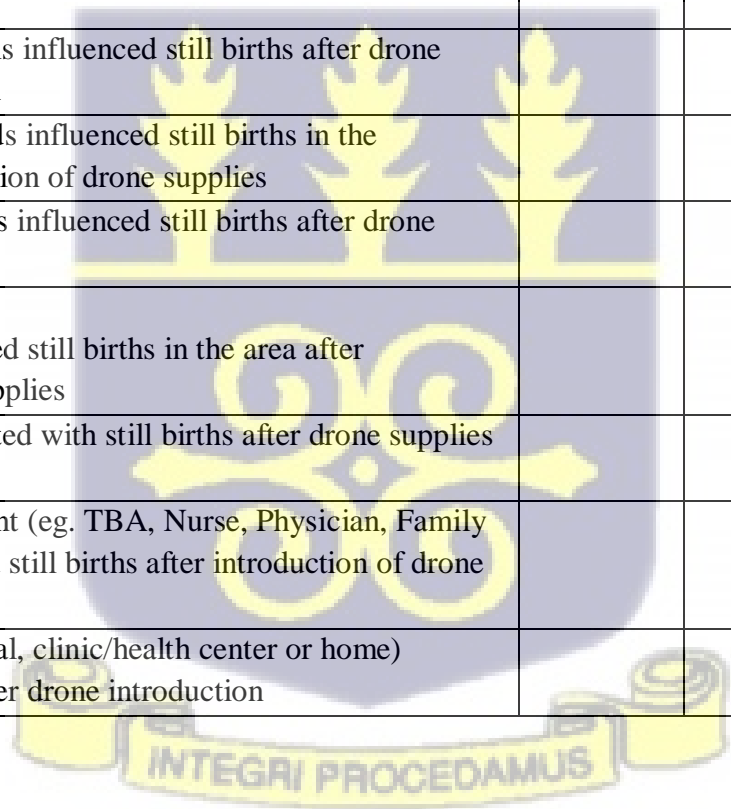 s influenced still births after drone
ls influenced still births in the
ion of drone supplies
s influenced still births after drone
ed still births in the area after
pplies
ted with still births after drone supplies
nt (eg. TBA, Nurse, Physician, Family
still births after introduction of drone
al, clinic/health center or home)
er drone introduction
INTEGRI PROCEDAMUS